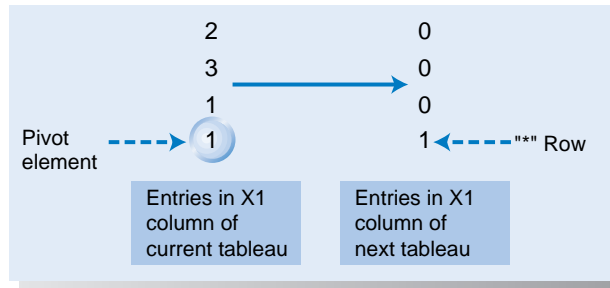 2 0
3 0
1 0
Pivot element 1 1 "*" Row
Entries in X1
column of
current tableau
Entries in X1
column of
next tableau